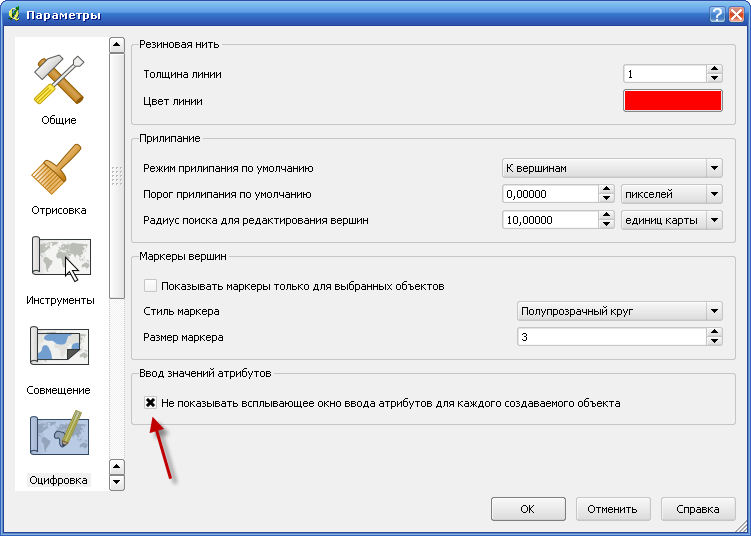 Параметры
Общие
Отрисовка
Инструменты
Совмещение
Оцифровка
Резиновая нить
Толщина линии 1
Цвет линии
Прилипание
Режим прилипания по умолчанию К вершинам
Порог прилипания по умолчанию 0,00000 пикселей
Радиус поиска для редактирования вершин 10,00000 единиц карты
Маркеры вершин
Показывать маркеры только для выбранных объектов
Стиль маркера Полупрозрачный круг
Размер маркера 3
Ввод значений атрибутов
Не показывать всплывающее окно ввода атрибутов для каждого создаваемого объекта
OK Отменить Справка